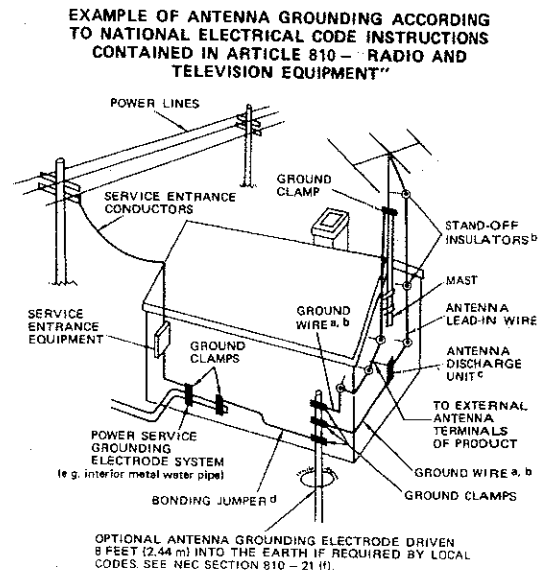 EXAMPLE OF ANTENNA GROUNDING ACCORDING
TO NATIONAL ELECTRICAL CODE INSTRUCTIONS
CONTAINED IN ARTICLE 810 – "RADIO AND
TELEVISION EQUIPMENT"
POWER LINES
GROUND
CLAMP
SERVICE ENTRANCE
CONDUCTORS
STAND-OFF
INSULATORS b
MAST
SERVICE
ENTRANCE
EQUIPMENT
GROUND
WIRE a, b
ANTENNA
LEAD-IN WIRE
GROUND
CLAMPS
ANTENNA
DISCHARGE
UNIT c
TO EXTERNAL
ANTENNA
TERMINALS
OF PRODUCT
POWER SERVICE
GROUNDING
ELECTRODE SYSTEM
(e.g. interior metal water pipe)
GROUND WIRE a, b
BONDING JUMPER d
GROUND CLAMPS
OPTIONAL ANTENNA GROUNDING ELECTRODE DRIVEN
8 FEET (2.44 m) INTO THE EARTH IF REQUIRED BY LOCAL
CODES. SEE NEC SECTION 810 – 21 (f).